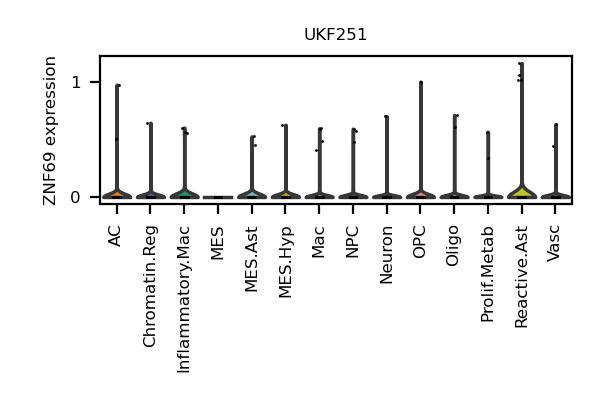 UKF251
ZNF69 expression
1
0
AC
Chromatin.Reg
Inflammatory.Mac
MES
MES.Ast
MES.Hyp
Mac
NPC
Neuron
OPC
Oligo
Prolif.Metab
Reactive.Ast
Vasc